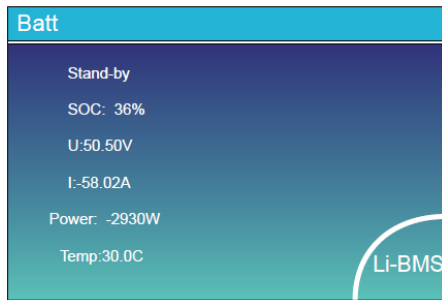 Batt
Stand-by
SOC: 36%
U:50.50V
I:-58.02A
Power: -2930W
Temp:30.0C
Li-BMS